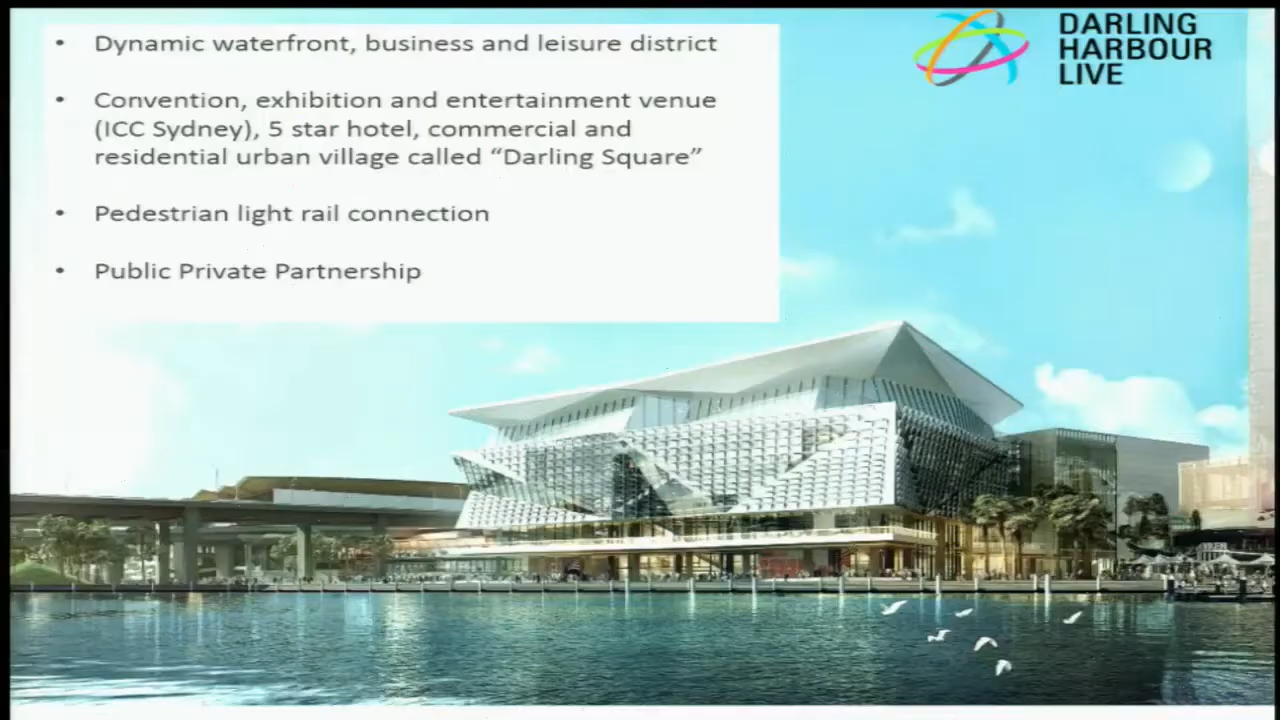 • Dynamic waterfront, business and leisure district
• Convention, exhibition and entertainment venue
(ICC Sydney), 5 star hotel, commercial and
residential urban village called “Darling Square”
• Pedestrian light rail connection
• Public Private Partnership
DARLING
HARBOUR
LIVE